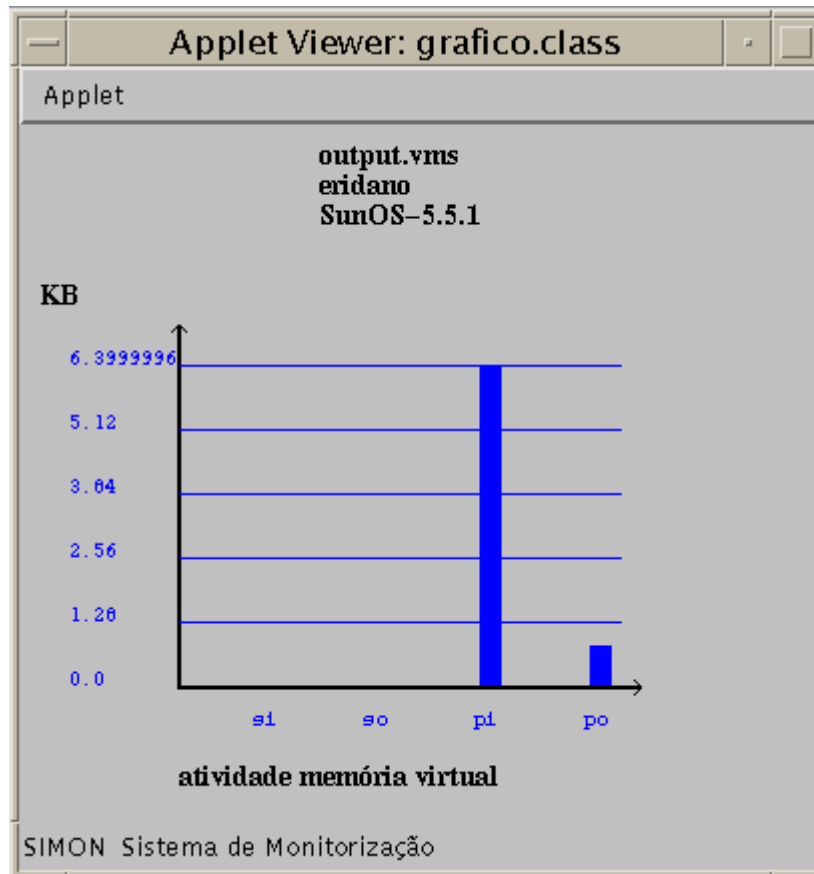 Applet Viewer: grafico.class
Applet
output.vms
eridano
SunOS-5.5.1
KB
6.3999996
5.12
3.84
2.56
1.28
0.0
si so pi po
atividade memória virtual
SIMON Sistema de Monitorização